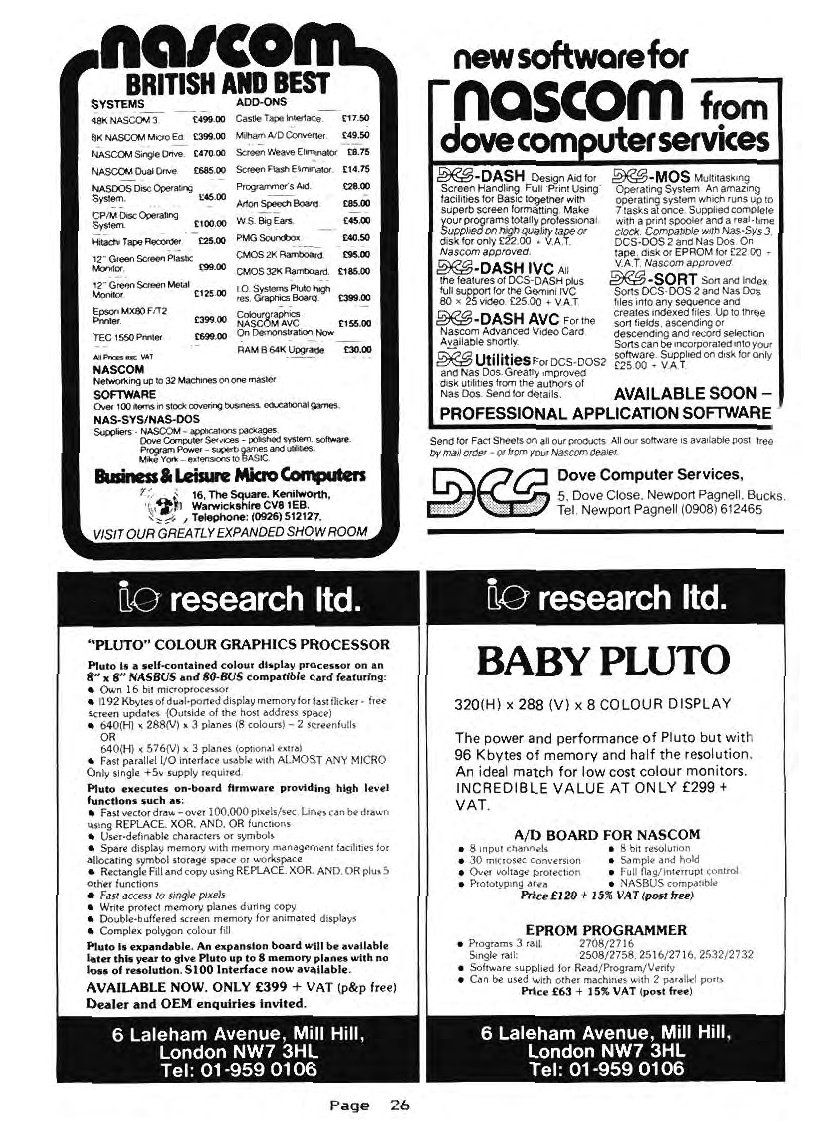 nascom
BRITISH AND BEST
SYSTEMS
48K NASCOM 3. £499.00
8K NASCOM Micro Ed. £399.00
NASCOM Single Drive. £470.00
NASCOM Dual Drive. £685.00
NASDOS Disc Operating
System. £45.00
CP/M Disc Operating
System. £100.00
Hitachi Tape Recorder. £25.00
12" Green Screen Plastic
Monitor. £99.00
12" Green Screen Metal
Monitor. £125.00
Epson MX80 F/T2
Printer. £399.00
TEC 1550 Printer £699.00
All Prices exc. VAT
ADD-ONS
Castle Tape Interface. £17.50
Milham A/D Converter. £49.50
Screen Weave Eliminator £8.75
Screen Flash Eliminator. £14.75
Programmer's Aid. £28.00
Arfon Speech Board. £85.00
W.S. Big Ears. £45.00
PMG Soundbox £40.50
CMOS 2K Ramboard. £95.00
CMOS 32K Ramboard. £185.00
I.O. Systems Pluto high
res. Graphics Board. £399.00
Colourgraphics
NASCOM AVC £155.00
On Demonstration Now
RAM B 64K Upgrade £30.00
NASCOM
Networking up to 32 Machines on one master
SOFTWARE
Over 100 items in stock covering business, educational games.
NAS-SYS/NAS-DOS
Suppliers - NASCOM - applications packages.
Dove Computer Services - polished system, software.
Program Power - superb games and utilities.
Mike York - extensions to BASIC.
Business & Leisure Micro Computers
16, The Square, Kenilworth,
Warwickshire CV8 1EB.
Telephone: (0926) 512127.
VISIT OUR GREATLY EXPANDED SHOW ROOM
new software for
nascom from
dove computer services
DCS-DASH Design Aid for
Screen Handling. Full 'Print Using'
facilities for Basic together with
superb screen formatting. Make
your programs totally professional.
Supplied on high quality tape or
disk for only £22.00 + V.A.T.
Nascom approved.
DCS-DASH IVC All
the features of DCS-DASH plus
full support for the Gemini IVC
80 x 25 video. £25.00 + V.A.T.
DCS-DASH AVC For the
Nascom Advanced Video Card.
Available shortly.
DCS Utilities For DCS-DOS2
and Nas Dos. Greatly improved
disk utilities from the authors of
Nas Dos. Send for details.
DCS-MOS Multitasking
Operating System. An amazing
operating system which runs up to
7 tasks at once. Supplied complete
with a print spooler and a real-time
clock. Compatible with Nas-Sys 3,
DCS-DOS 2 and Nas Dos. On
tape, disk or EPROM for £22.00 +
V.A.T. Nascom approved.
DCS-SORT Sort and Index
Sorts DCS-DOS 2 and Nas Dos
files into any sequence and
creates indexed files. Up to three
sort fields, ascending or
descending and record selection.
Sorts can be incorporated into your
software. Supplied on disk for only
£25.00 + V.A.T.
AVAILABLE SOON –
PROFESSIONAL APPLICATION SOFTWARE
Send for Fact Sheets on all our products. All our software is available post free
by mail order - or from your Nascom dealer.
DCS
Dove Computer Services,
5, Dove Close, Newport Pagnell, Bucks.
Tel. Newport Pagnell (0908) 612465
io research ltd.
"PLUTO" COLOUR GRAPHICS PROCESSOR
Pluto is a self-contained colour display processor on an
8" x 8" NASBUS and 80-BUS compatible card featuring:
• Own 16 bit microprocessor
• 192 Kbytes of dual-ported display memory for fast flicker - free
screen updates. (Outside of the host address space)
• 640(H) x 288(V) x 3 planes (8 colours) – 2 screenfulls
OR
640(H) x 576(V) x 3 planes (optional extra)
• Fast parallel I/O interface usable with ALMOST ANY MICRO
Only single +5v supply required.
Pluto executes on-board firmware providing high level
functions such as:
• Fast vector draw – over 100,000 pixels/sec. Lines can be drawn
using REPLACE, XOR, AND, OR functions
• User-definable characters or symbols
• Spare display memory with memory management facilities for
allocating symbol storage space or workspace
• Rectangle Fill and copy using REPLACE, XOR, AND, OR plus 5
other functions
• Fast access to single pixels
• Write protect memory planes during copy
• Double-buffered screen memory for animated displays
• Complex polygon colour fill
Pluto is expandable. An expansion board will be available
later this year to give Pluto up to 8 memory planes with no
loss of resolution. S100 Interface now available.
AVAILABLE NOW. ONLY £399 + VAT (p&p free)
Dealer and OEM enquiries invited.
6 Laleham Avenue, Mill Hill,
London NW7 3HL
Tel: 01-959 0106
io research ltd.
BABY PLUTO
320(H) x 288 (V) x 8 COLOUR DISPLAY
The power and performance of Pluto but with
96 Kbytes of memory and half the resolution.
An ideal match for low cost colour monitors.
INCREDIBLE VALUE AT ONLY £299 +
VAT.
A/D BOARD FOR NASCOM
• 8 input channels • 8 bit resolution
• 30 microsec conversion • Sample and hold
• Over voltage protection • Full flag/interrupt control
• Prototyping area • NASBUS compatible
Price £120 + 15% VAT (post free)
EPROM PROGRAMMER
• Programs 3 rail: 2708/2716
Single rail: 2508/2758, 2516/2716, 2532/2732
• Software supplied for Read/Program/Verify
• Can be used with other machines with 2 parallel ports
Price £63 + 15% VAT (post free)
6 Laleham Avenue, Mill Hill,
London NW7 3HL
Tel: 01-959 0106
Page 26